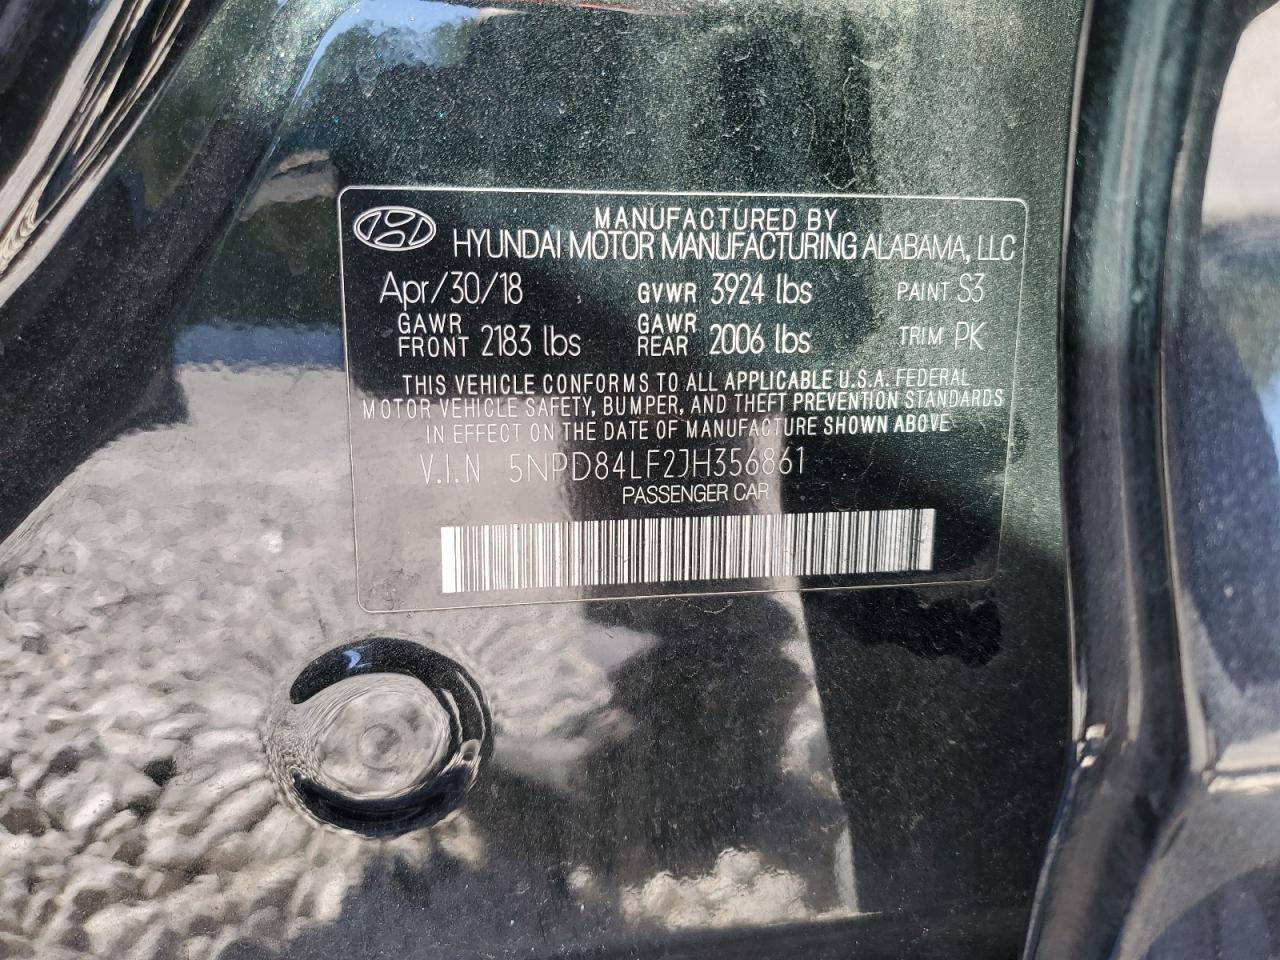 MANUFACTURED BY
HYUNDAI MOTOR MANUFACTURING ALABAMA, LLC
Apr/30/18 GVWR 3924 lbs PAINT S3
GAWR FRONT 2183 lbs GAWR REAR 2006 lbs TRIM PK
THIS VEHICLE CONFORMS TO ALL APPLICABLE U.S.A. FEDERAL
MOTOR VEHICLE SAFETY, BUMPER, AND THEFT PREVENTION STANDARDS
IN EFFECT ON THE DATE OF MANUFACTURE SHOWN ABOVE
V.I.N 5NPD84LF2JH356861
PASSENGER CAR